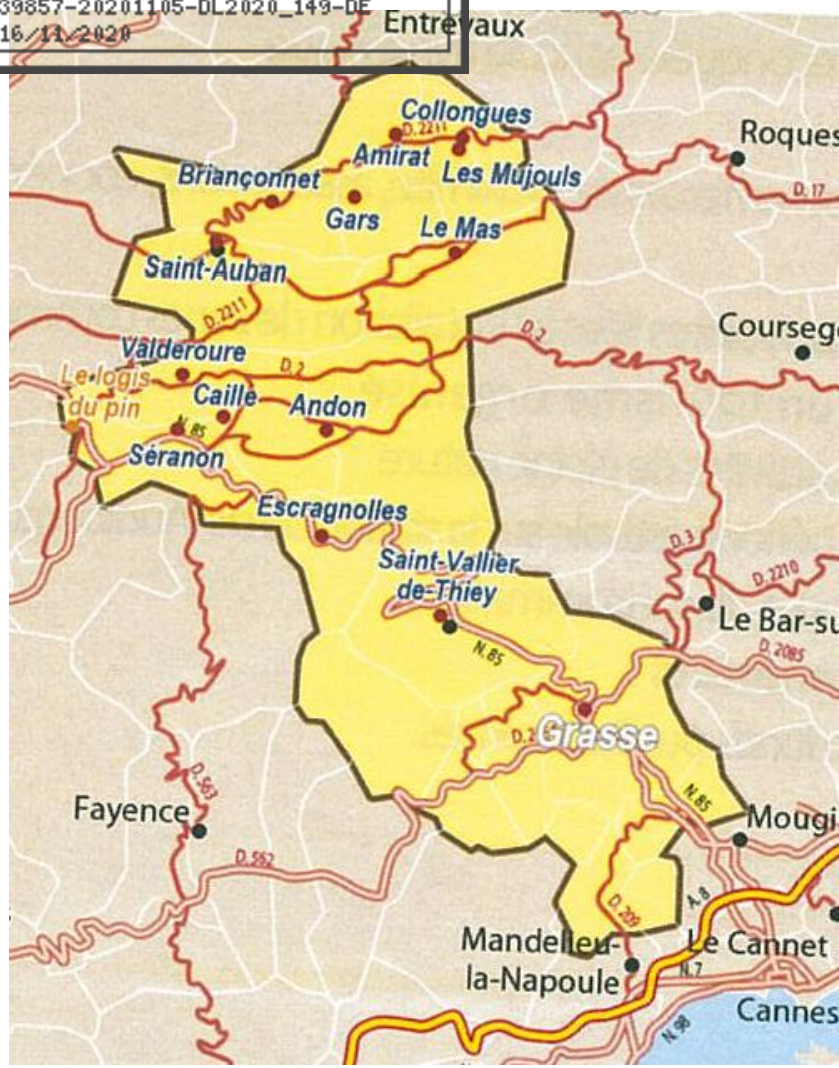 39857-20201105-DL2020_149-DE
16/11/2020
Entrevaux
Collongues
D.2211
Roques
Amirat
Les Mujouls
Briançonnet
D. 17
Gars
Le Mas
Saint-Auban
D.2211
Courseg
D.2
Valderoure
D.2
Le logis
du pin
Caille
Andon
N.85
Séranon
Escragnolles
D.3
Saint-Vallier
de-Thiey
D.2210
Le Bar-su
N.85
D.2085
Grasse
D.563
N.85
Fayence
Mougi
D.562
A.8
D.209
Mandelieu-
la-Napoule
Le Cannet
N.7
Cannes
N.98